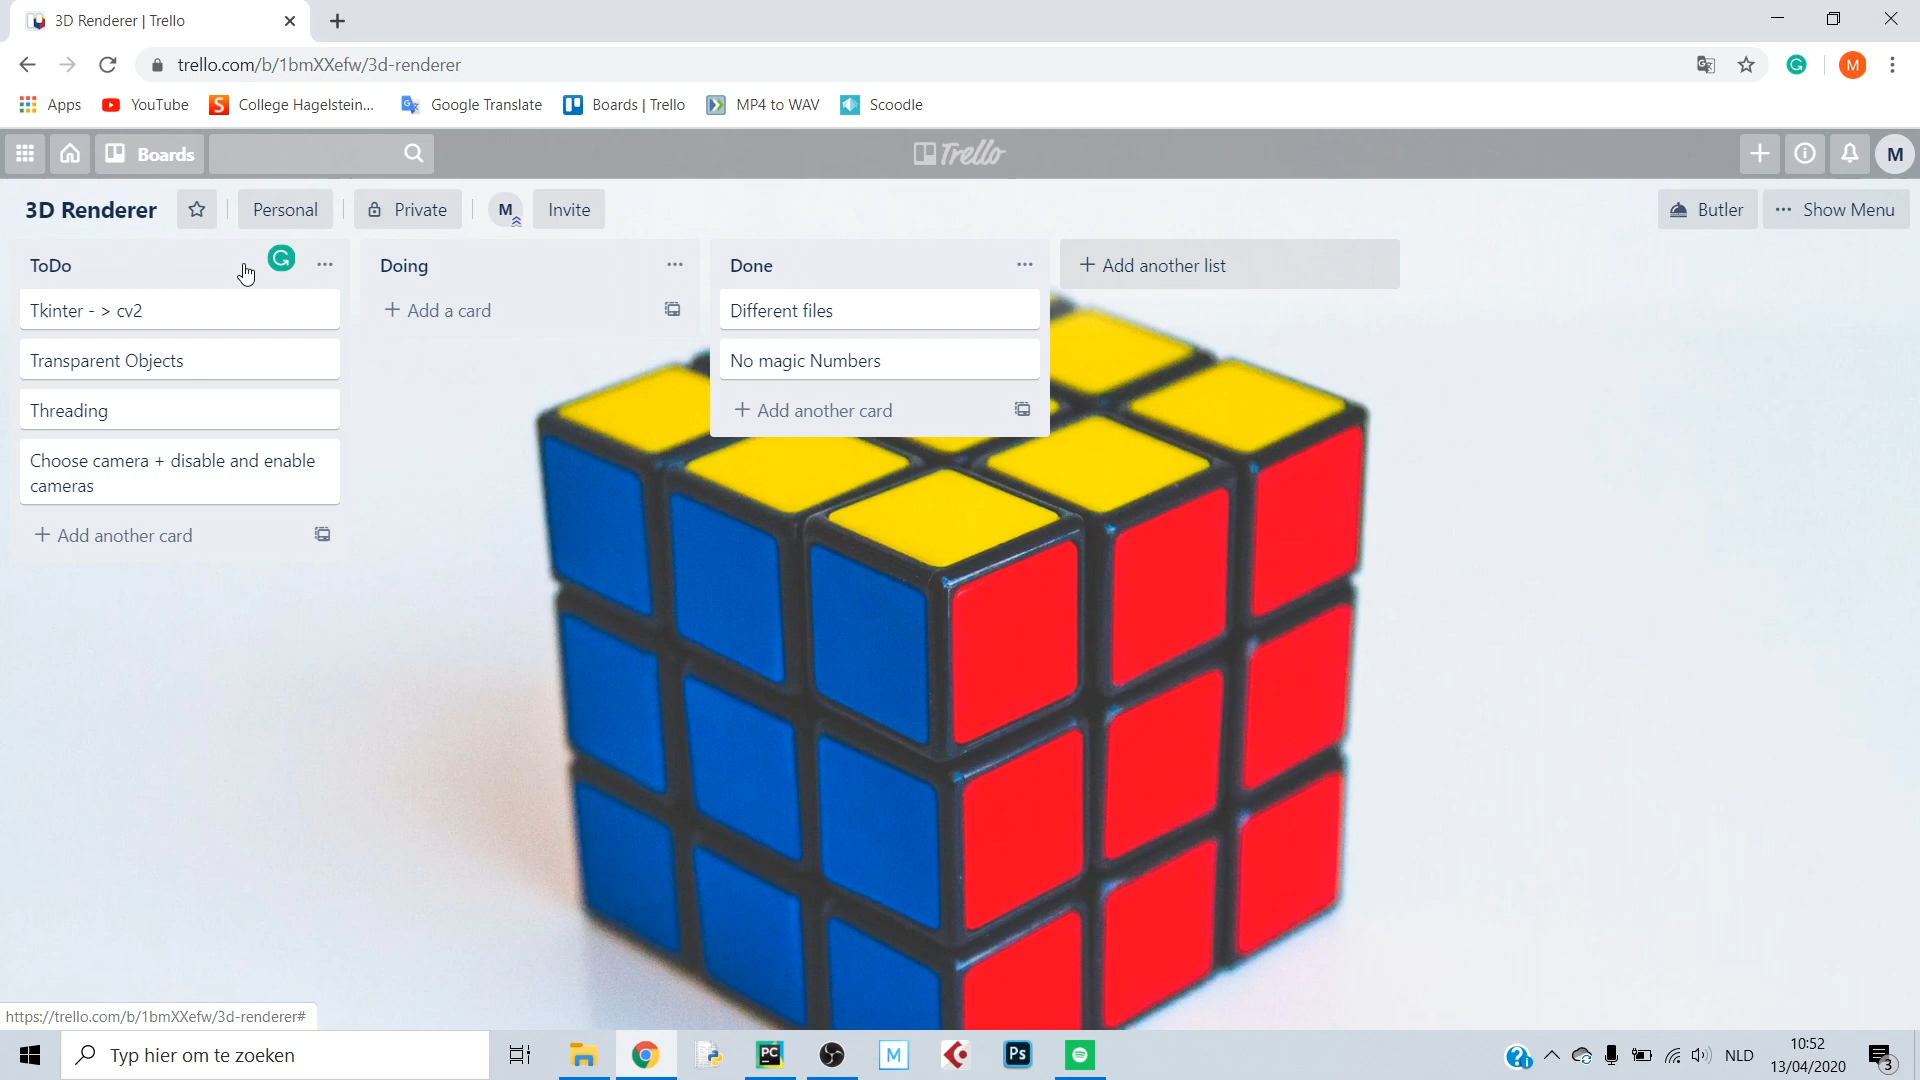 3D Renderer | Trello
trello.com/b/1bmXXefw/3d-renderer
M
Apps
YouTube
College Hagelstein...
Google Translate
Boards | Trello
MP4 to WAV
Scoodle
Boards
Trello
M
3D Renderer
Personal
Private
M
Invite
Butler
... Show Menu
ToDo
Tkinter - > cv2
Transparent Objects
Threading
Choose camera + disable and enable
cameras
+ Add another card
Doing
+ Add a card
Done
Different files
No magic Numbers
+ Add another card
+ Add another list
https://trello.com/b/1bmXXefw/3d-renderer#
Typ hier om te zoeken
PC
M
Ps
NLD
10:52
13/04/2020
3